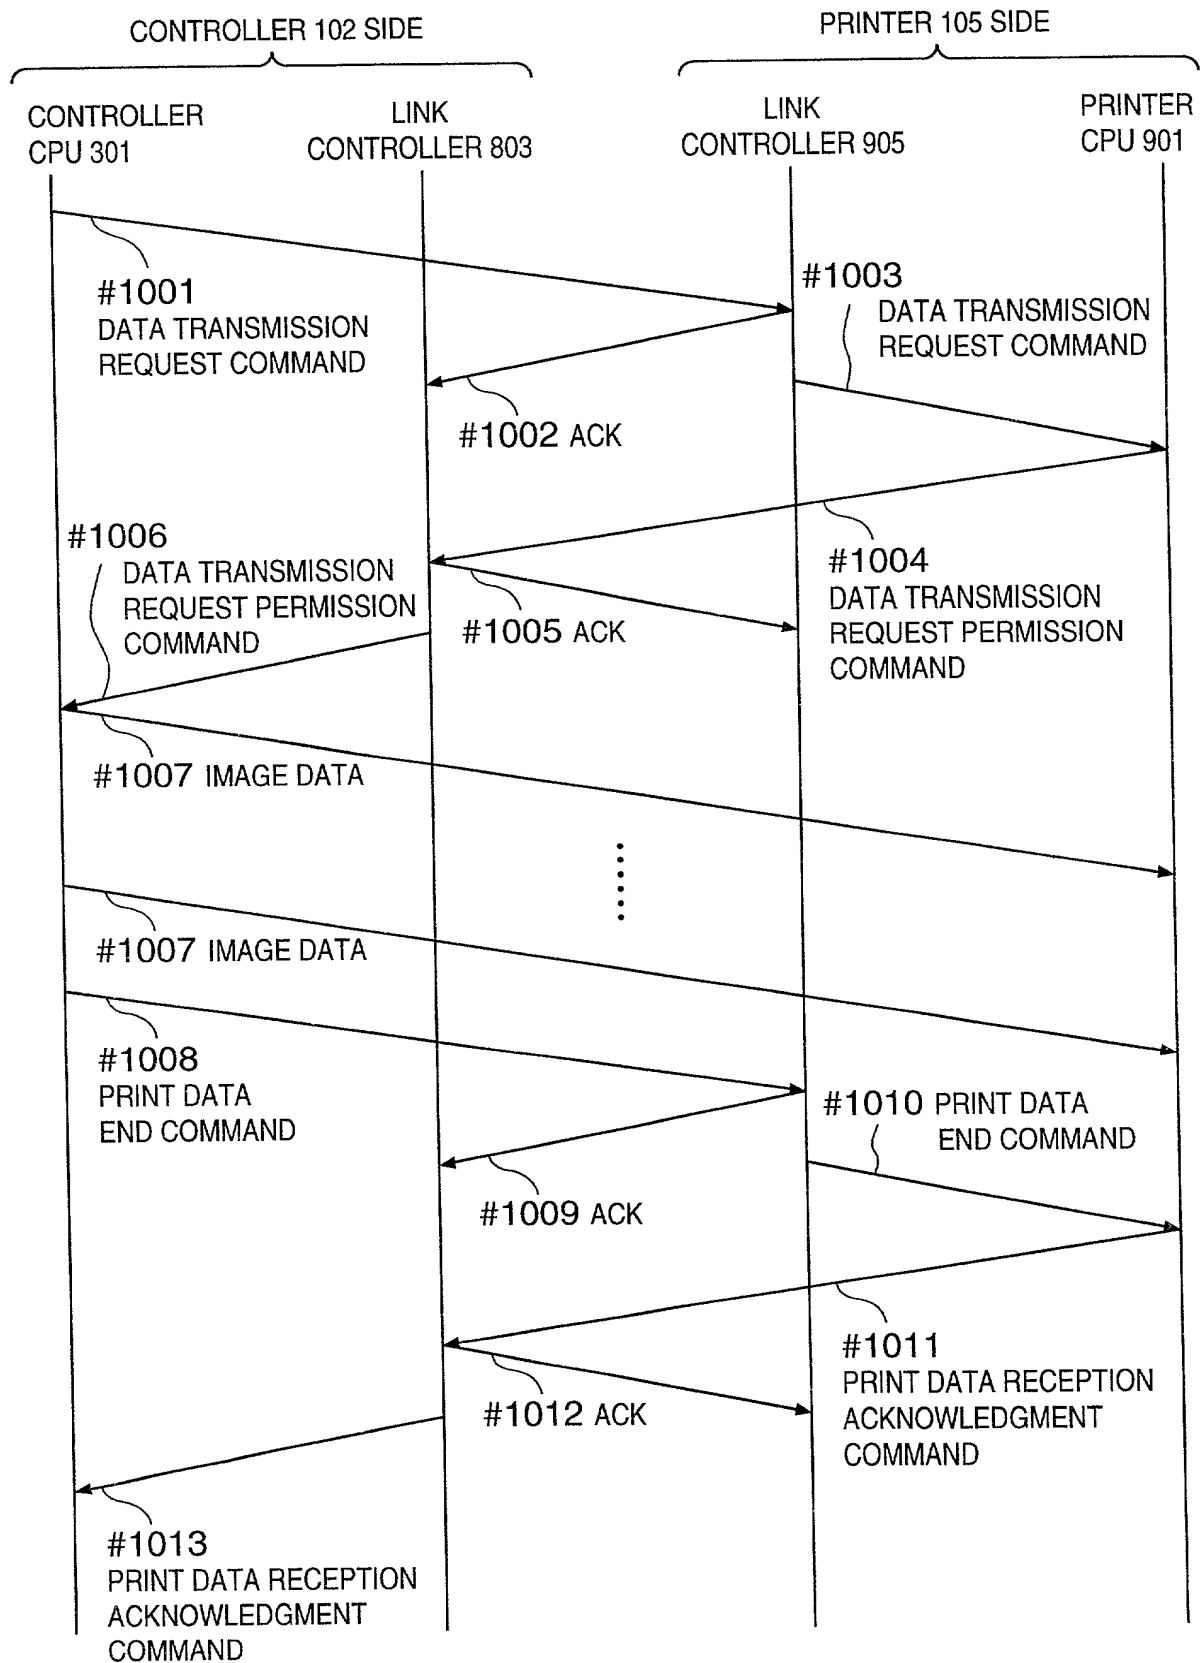 CONTROLLER 102 SIDE
PRINTER 105 SIDE
CONTROLLER
CPU 301
LINK
CONTROLLER 803
LINK
CONTROLLER 905
PRINTER
CPU 901
#1001
DATA TRANSMISSION
REQUEST COMMAND
#1003
DATA TRANSMISSION
REQUEST COMMAND
#1002 ACK
#1006
DATA TRANSMISSION
REQUEST PERMISSION
COMMAND
#1004
DATA TRANSMISSION
REQUEST PERMISSION
COMMAND
#1005 ACK
#1007 IMAGE DATA
#1007 IMAGE DATA
#1008
PRINT DATA
END COMMAND
#1010 PRINT DATA
END COMMAND
#1009 ACK
#1011
PRINT DATA RECEPTION
ACKNOWLEDGMENT
COMMAND
#1012 ACK
#1013
PRINT DATA RECEPTION
ACKNOWLEDGMENT
COMMAND